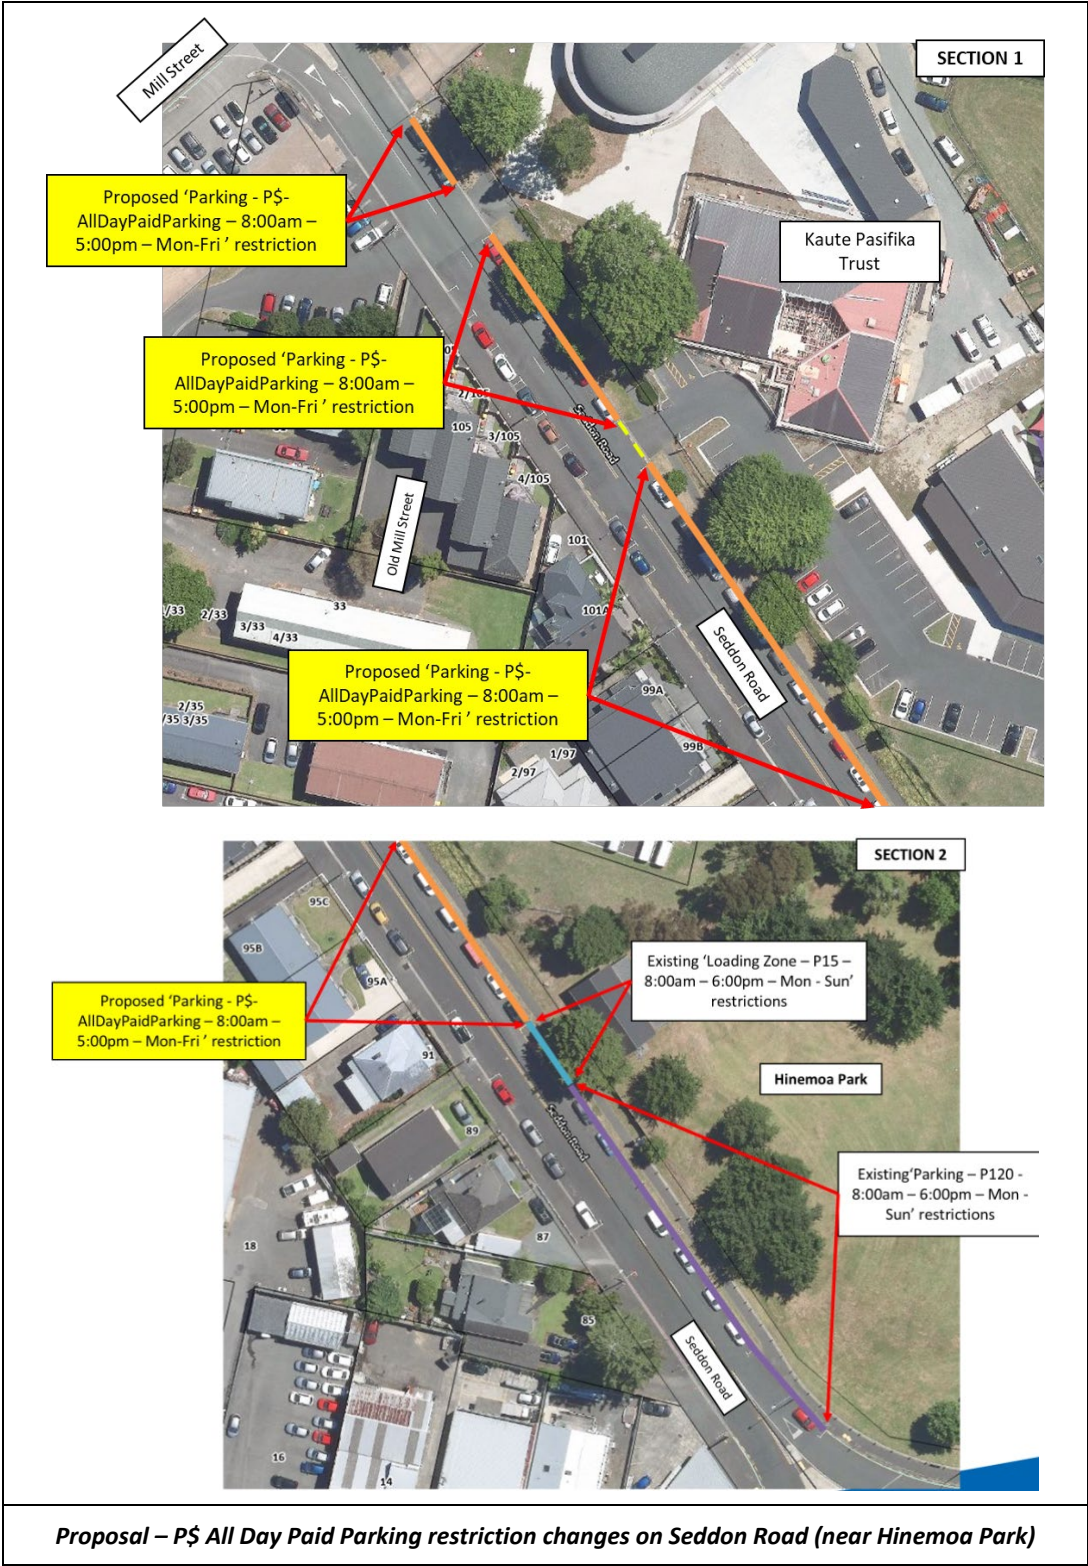 Mill Street
SECTION 1
Proposed ‘Parking - P$-
AllDayPaidParking – 8:00am –
5:00pm – Mon-Fri ’ restriction
Kaute Pasifika
Trust
Proposed ‘Parking - P$-
AllDayPaidParking – 8:00am –
5:00pm – Mon-Fri ’ restriction
2/105
105
3/105
Seddon Road
4/105
Old Mill Street
101
101A
33
2/33
3/33
4/33
Seddon Road
Proposed ‘Parking - P$-
AllDayPaidParking – 8:00am –
5:00pm – Mon-Fri ’ restriction
99A
99B
2/35
3/35
1/97
2/97
SECTION 2
95C
95B
95A
Existing ‘Loading Zone – P15 –
8:00am – 6:00pm – Mon - Sun’
restrictions
Proposed ‘Parking - P$-
AllDayPaidParking – 8:00am –
5:00pm – Mon-Fri ’ restriction
91
Hinemoa Park
Seddon Road
89
Existing‘Parking – P120 -
8:00am – 6:00pm – Mon -
Sun’ restrictions
87
18
85
Seddon Road
16
14
Proposal – P$ All Day Paid Parking restriction changes on Seddon Road (near Hinemoa Park)